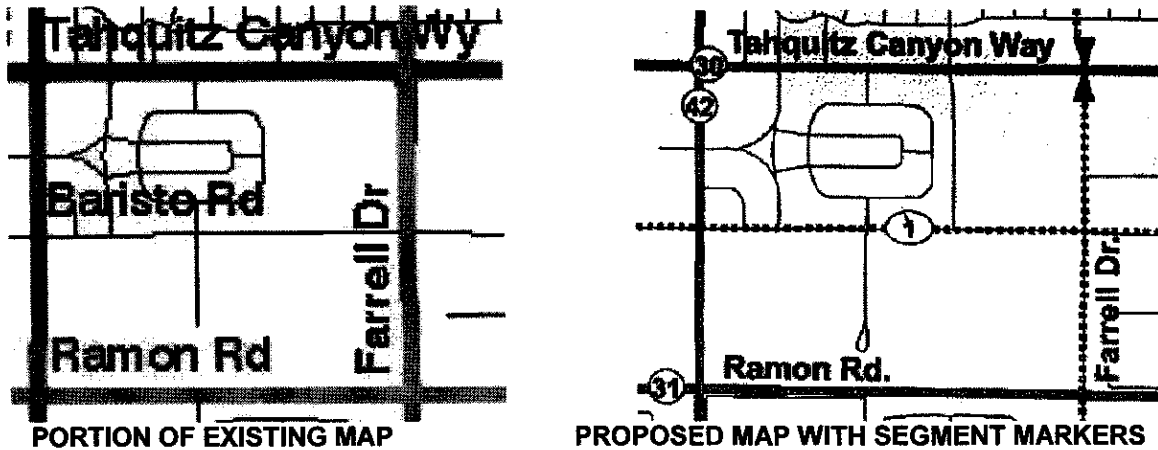 Tahquitz Canyon Wy
Baristo Rd
Farrell Dr
Ramon Rd
PORTION OF EXISTING MAP
Tahquitz Canyon Way
30
42
1
Farrell Dr.
Ramon Rd.
31
PROPOSED MAP WITH SEGMENT MARKERS